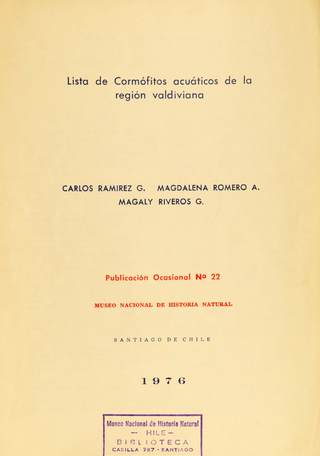 Lista de Cormófitos acuáticos de la
región valdiviana
CARLOS RAMIREZ G. MAGDALENA ROMERO A.
MAGALY RIVEROS G.
Publicación Ocasional Nº 22
MUSEO NACIONAL DE HISTORIA NATURAL
SANTIAGO DE CHILE
1976
Museo Nacional de Historia Natural
— HILE —
BIBLIOTECA
CASILLA 787 - SANTIAGO